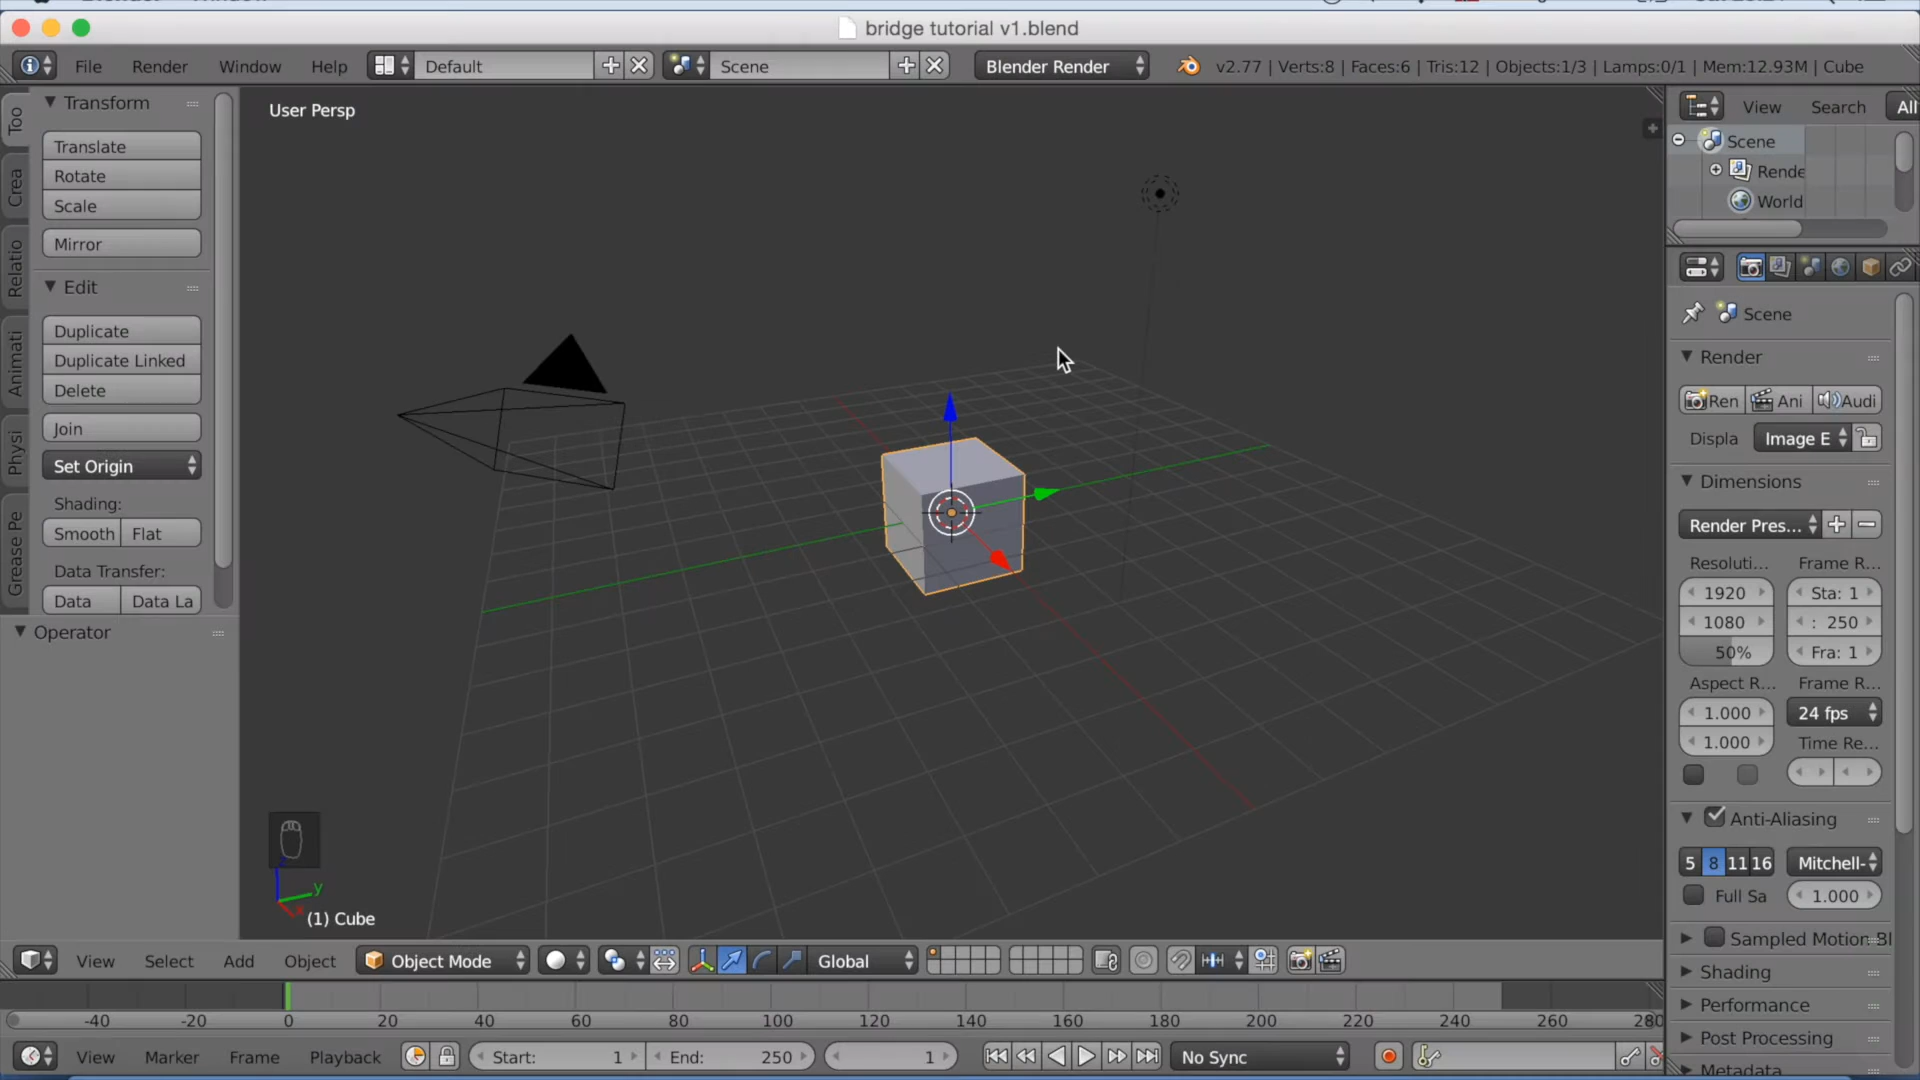 bridge tutorial v1.blend
File Render Window Help Default Scene Blender Render v2.77 | Verts:8 | Faces:6 | Tris:12 | Objects:1/3 | Lamps:0/1 | Mem:12.93M | Cube
Too
Crea
Relatio
Animati
Physi
Grease Pe
Transform
Translate
Rotate
Scale
Mirror
Edit
Duplicate
Duplicate Linked
Delete
Join
Set Origin
Shading:
Smooth Flat
Data Transfer:
Data Data La
Operator
User Persp
z
y
x
(1) Cube
View Search All
Scene
Rende
World
Scene
Render
Ren Ani Audi
Displa Image E
Dimensions
Render Pres...
Resoluti... Frame R...
1920 Sta: 1
1080 : 250
50% Fra: 1
Aspect R... Frame R...
1.000 24 fps
1.000 Time Re...
Anti-Aliasing
5 8 11 16 Mitchell-
Full Sa 1.000
Sampled Motion Bl
Shading
Performance
Post Processing
Metadata
View Select Add Object Object Mode Global
-40 -20 0 20 40 60 80 100 120 140 160 180 200 220 240 260 280
View Marker Frame Playback Start: 1 End: 250 1 No Sync